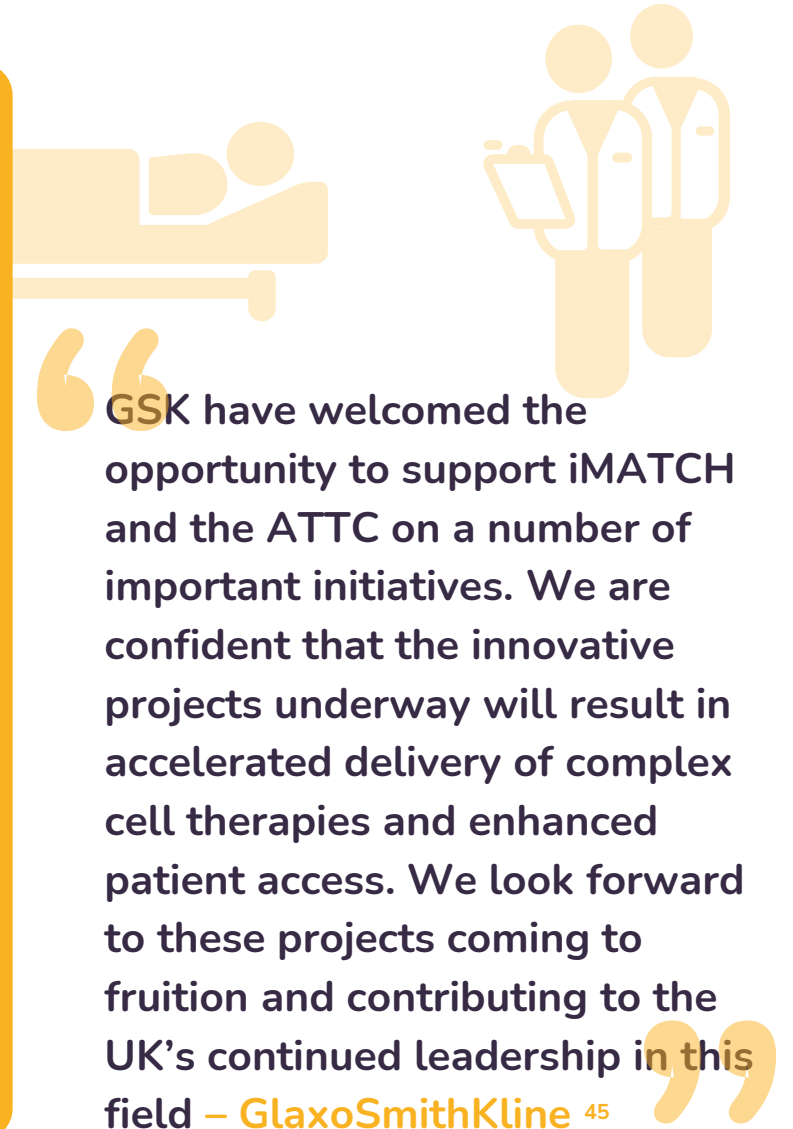 “
GSK have welcomed the
opportunity to support iMATCH
and the ATTC on a number of
important initiatives. We are
confident that the innovative
projects underway will result in
accelerated delivery of complex
cell therapies and enhanced
patient access. We look forward
to these projects coming to
fruition and contributing to the
UK’s continued leadership in this
field – GlaxoSmithKline 45
”